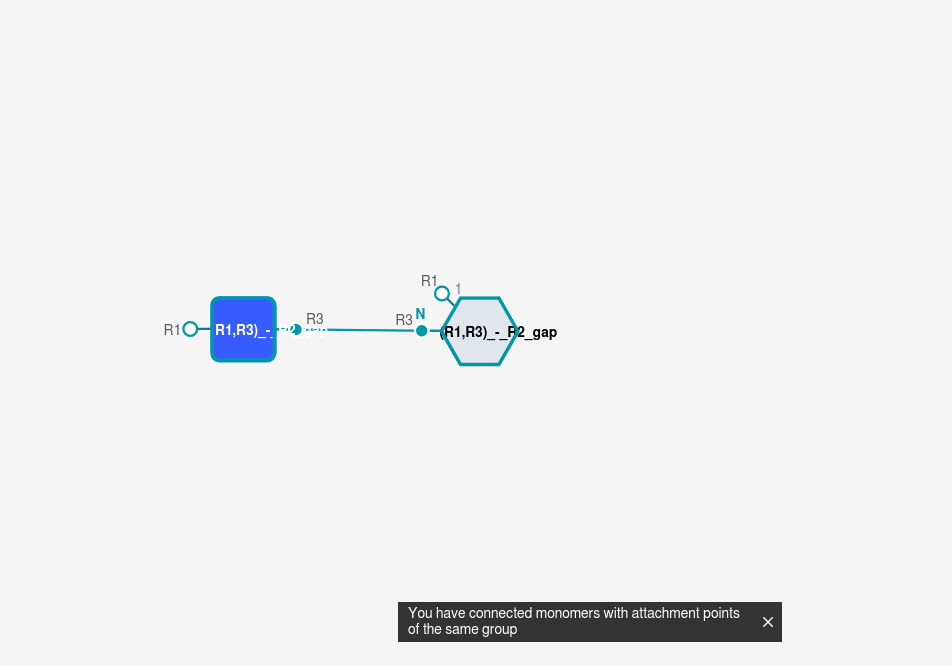 R1
1
N
R3
R3
R1
R1,R3)_-_R2_gap
(R1,R3)_-_R2_gap
You have connected monomers with attachment points
of the same group